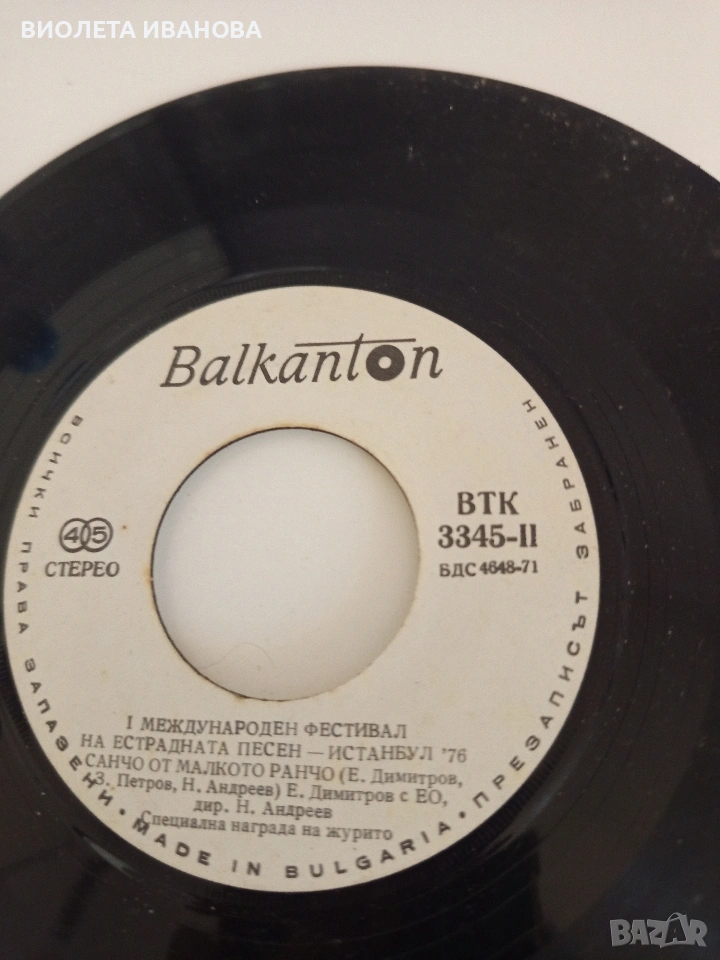 ВИОЛЕТА ИВАНОВА
Balkanton
ВСИЧКИ ПРАВА ЗАПАЗЕНИ
ПРЕЗАПИСЪТ ЗАБРАНЕН
45
СТЕРЕО
ВТК
3345-II
БДС 4648-71
I МЕЖДУНАРОДЕН ФЕСТИВАЛ
НА ЕСТРАДНАТА ПЕСЕН — ИСТАНБУЛ '76
САНЧО ОТ МАЛКОТО РАНЧО (Е. Димитров,
З. Петров, Н. Андреев) Е. Димитров с ЕО,
дир. Н. Андреев
Специална награда на журито
• MADE IN BULGARIA •
BAZAR